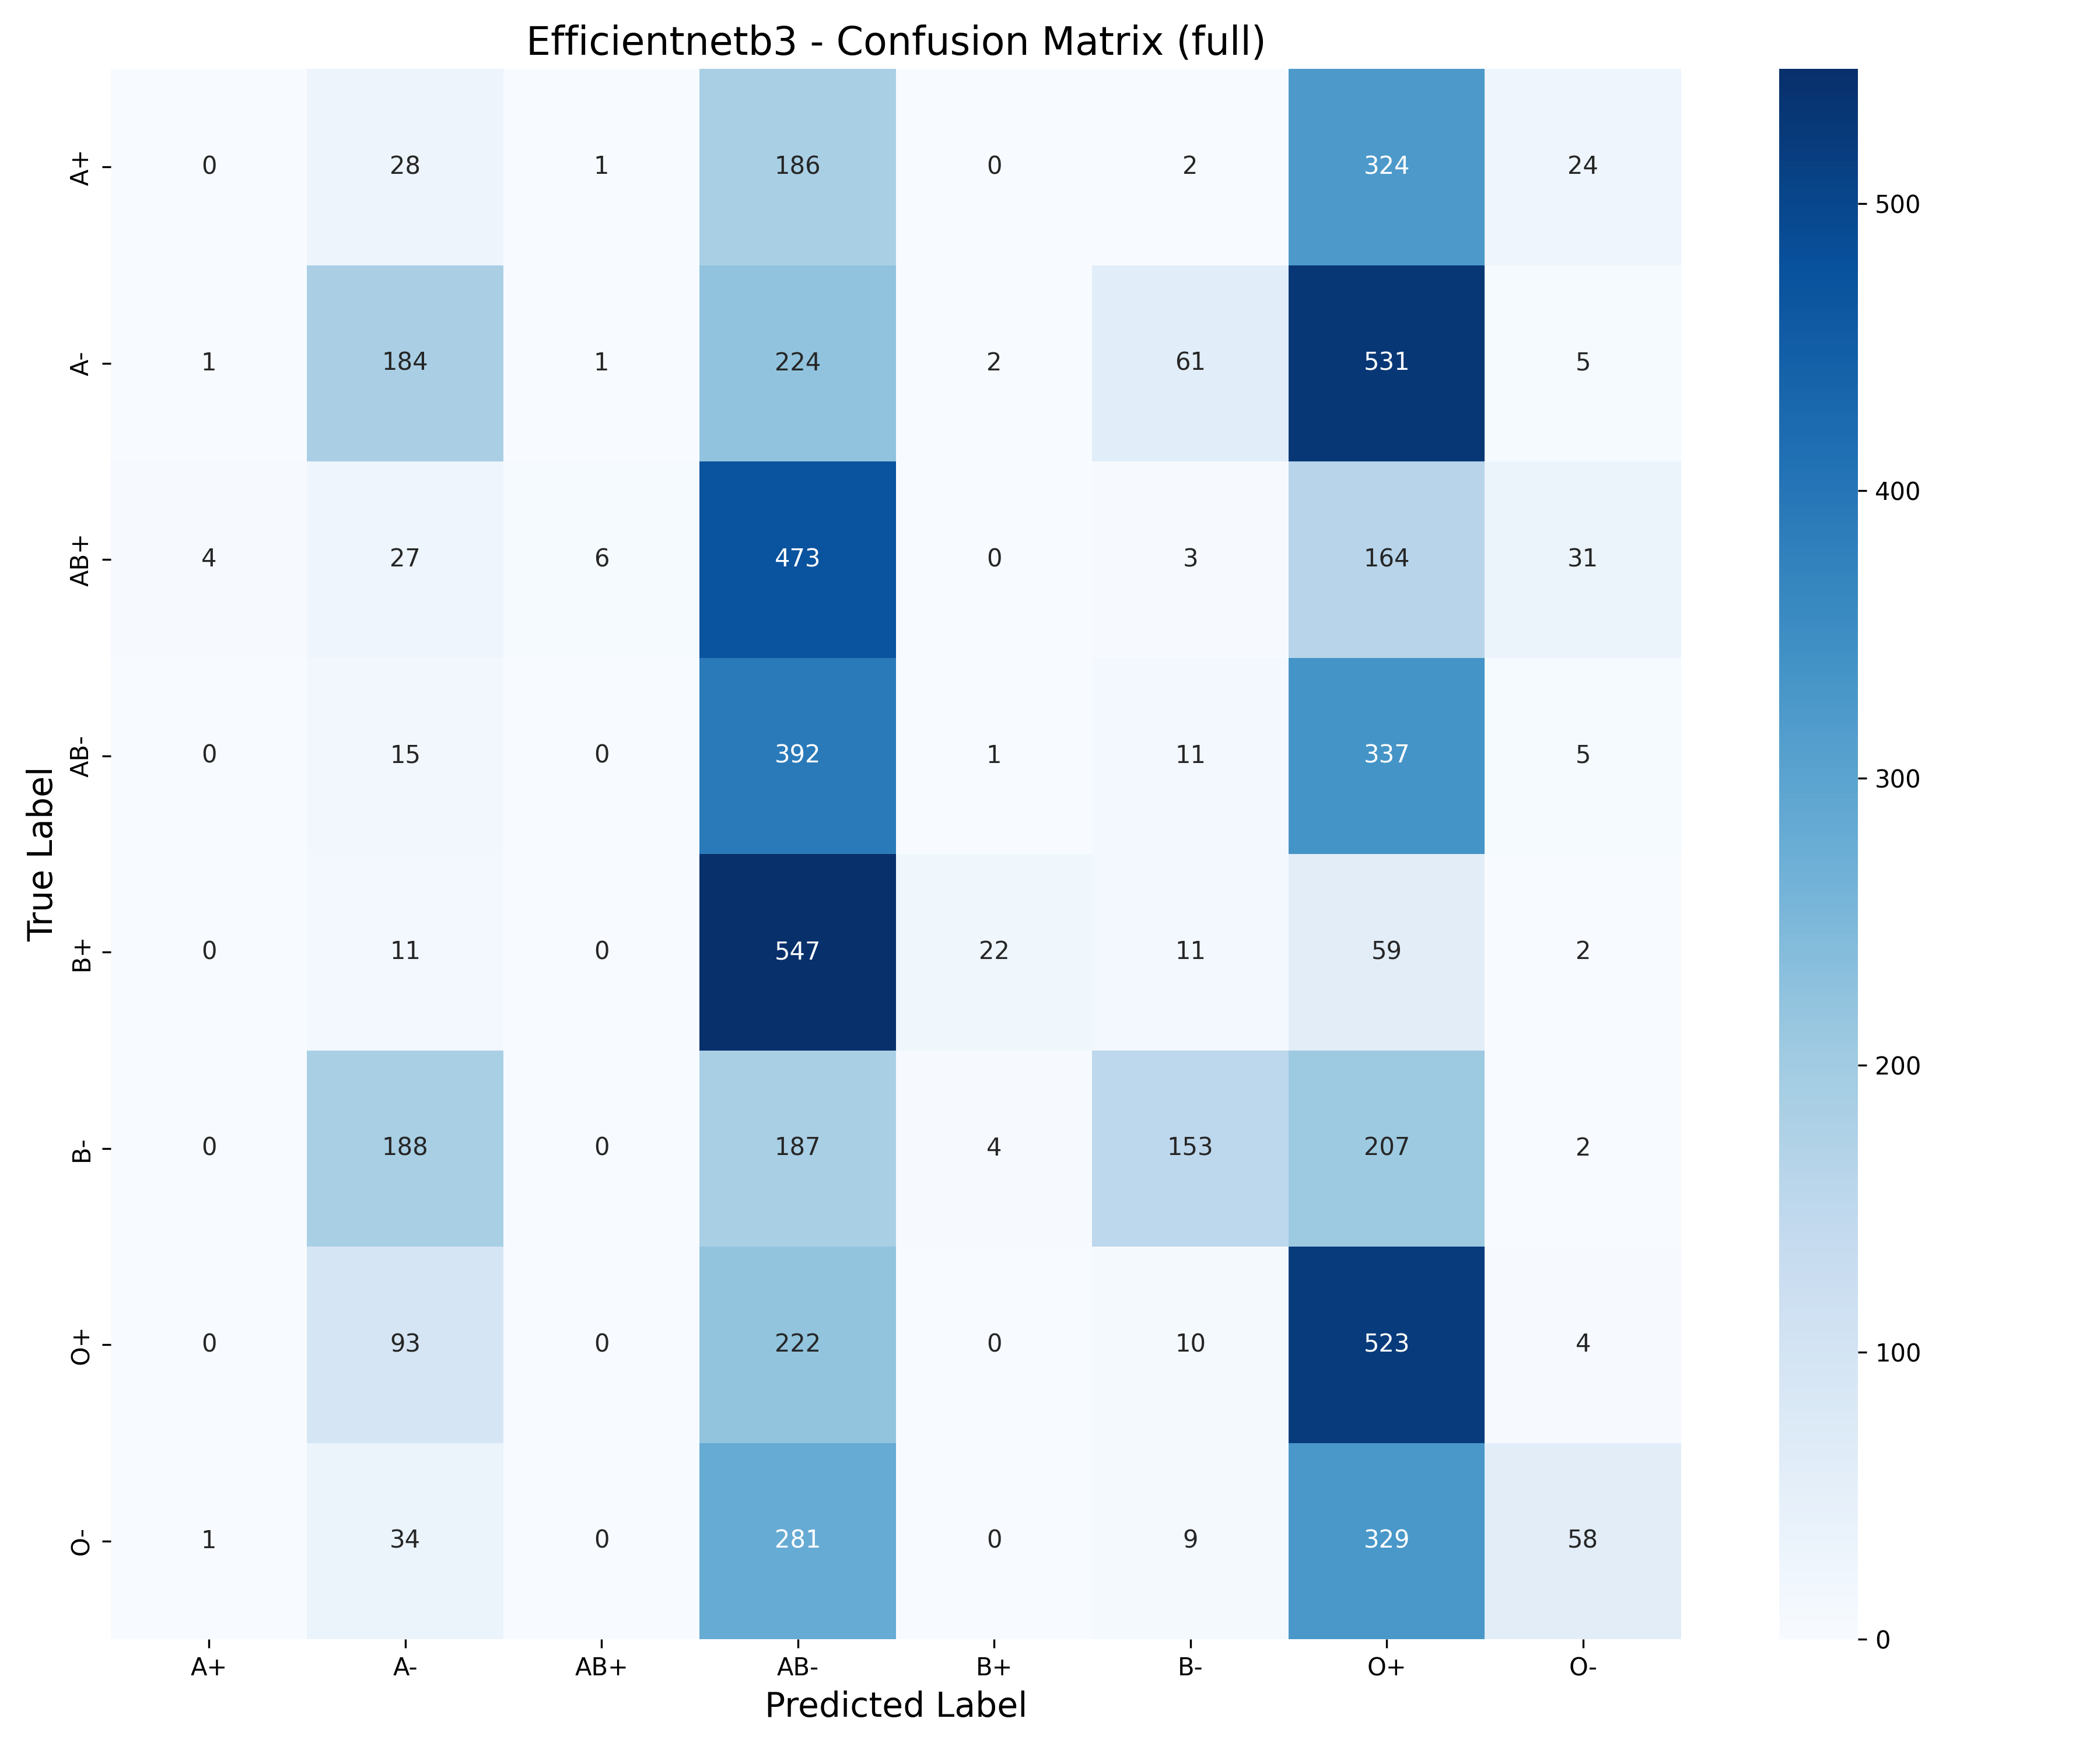 Efficientnetb3 - Confusion Matrix (full)
A+ 0 28 1 186 0 2 324 24
A- 1 184 1 224 2 61 531 5
AB+ 4 27 6 473 0 3 164 31
AB- 0 15 0 392 1 11 337 5
B+ 0 11 0 547 22 11 59 2
B- 0 188 0 187 4 153 207 2
O+ 0 93 0 222 0 10 523 4
O- 1 34 0 281 0 9 329 58
A+ A- AB+ AB- B+ B- O+ O-
Predicted Label
True Label
500
400
300
200
100
0